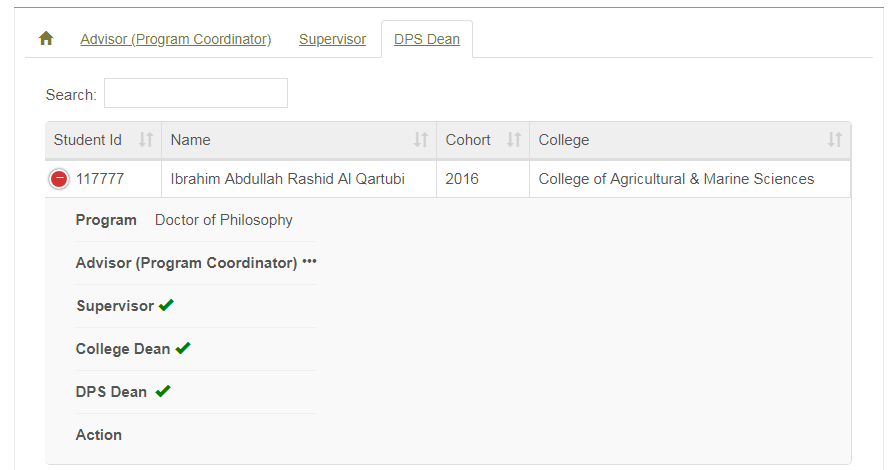 Advisor (Program Coordinator) Supervisor DPS Dean
Search:
Student Id Name Cohort College
117777 Ibrahim Abdullah Rashid Al Qartubi 2016 College of Agricultural & Marine Sciences
Program Doctor of Philosophy
Advisor (Program Coordinator) •••
Supervisor ✔
College Dean ✔
DPS Dean ✔
Action